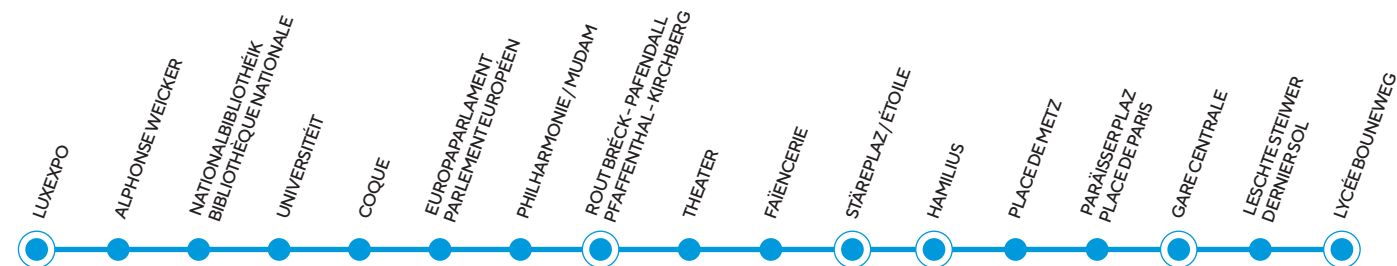 LUXEXPO
ALPHONSE WEICKER
NATIONALBIBLIOTHÉIK
BIBLIOTHÈQUE NATIONALE
UNIVERSITÉIT
COQUE
EUROPAPARLAMENT
PARLEMENT EUROPÉEN
PHILHARMONIE / MUDAM
ROUT BRÉCK - PAFENDALL
PFAFFENTHAL - KIRCHBERG
THEATER
FAÏENCERIE
STÄREPLAZ / ÉTOILE
HAMILIUS
PLACE DE METZ
PARÄISSER PLAZ
PLACE DE PARIS
GARE CENTRALE
LESCHTE STEIWER
DERNIER SOL
LYCÉE BOUNEWEG